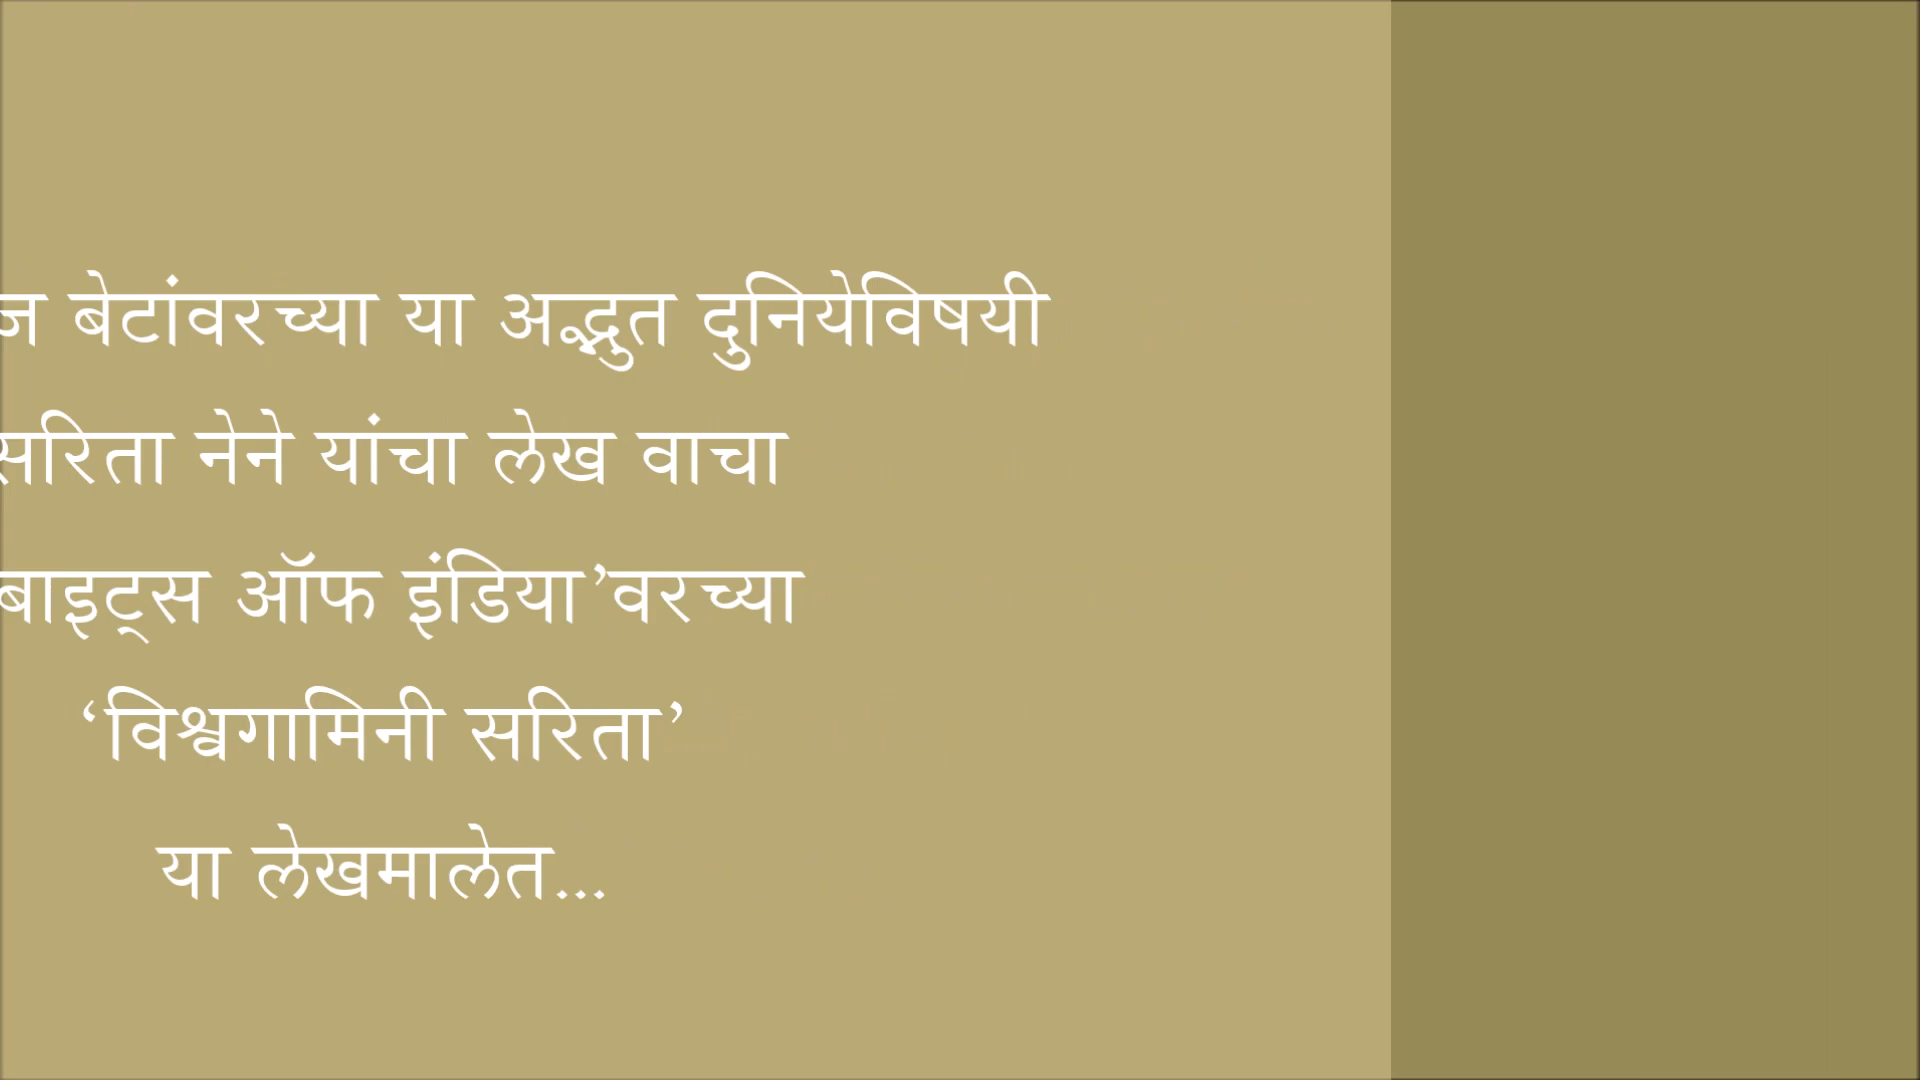 बेटांवरच्या या अद्भुत दुनियेविषयी
सरिता नेने यांचा लेख वाचा
बाइट्स ऑफ इंडिया’वरच्या
‘विश्वगामिनी सरिता’
या लेखमालेत...